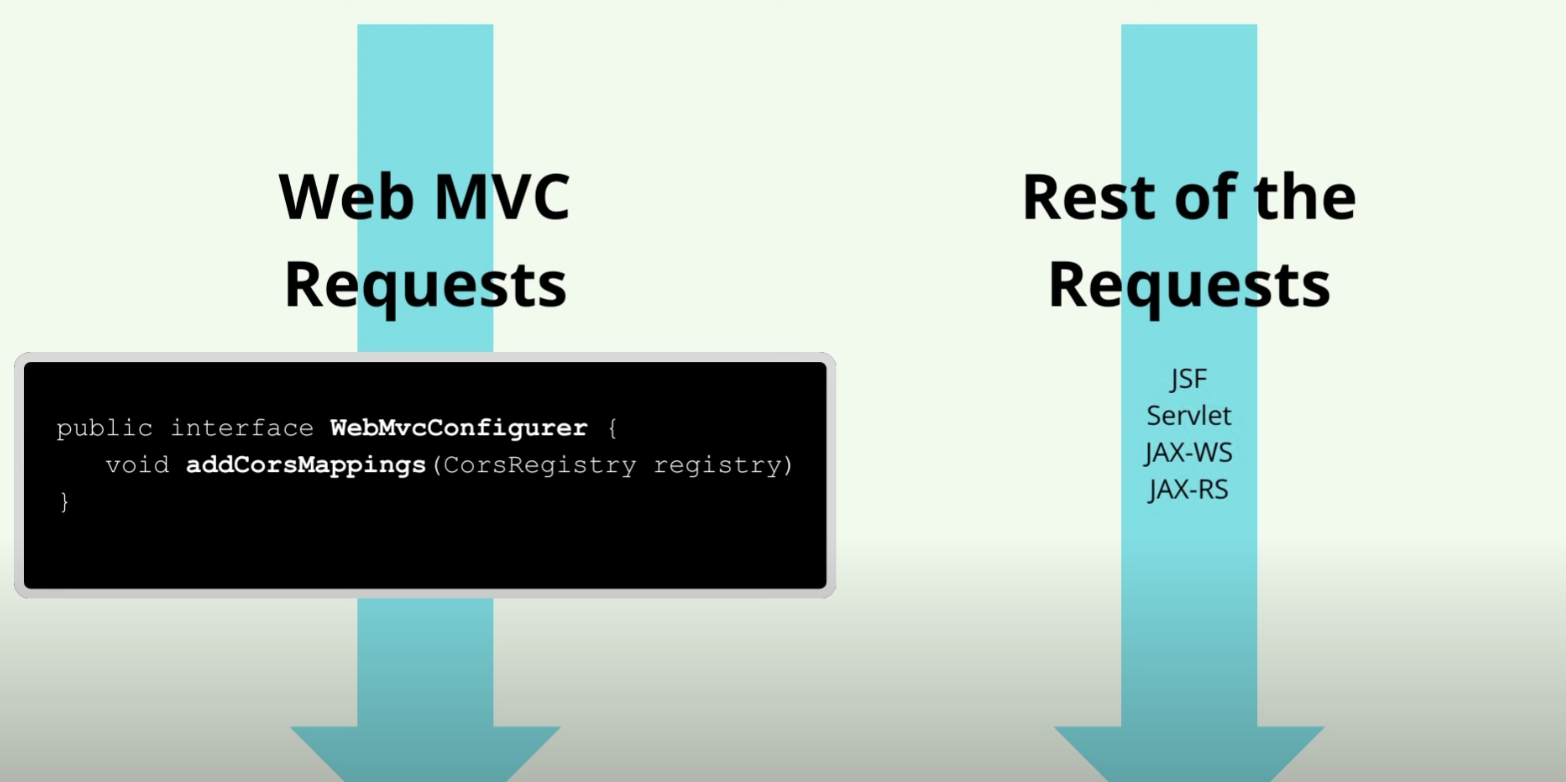 Web MVC
Requests
public interface WebMvcConfigurer {
void addCorsMappings(CorsRegistry registry)
}
Rest of the
Requests
JSF
Servlet
JAX-WS
JAX-RS